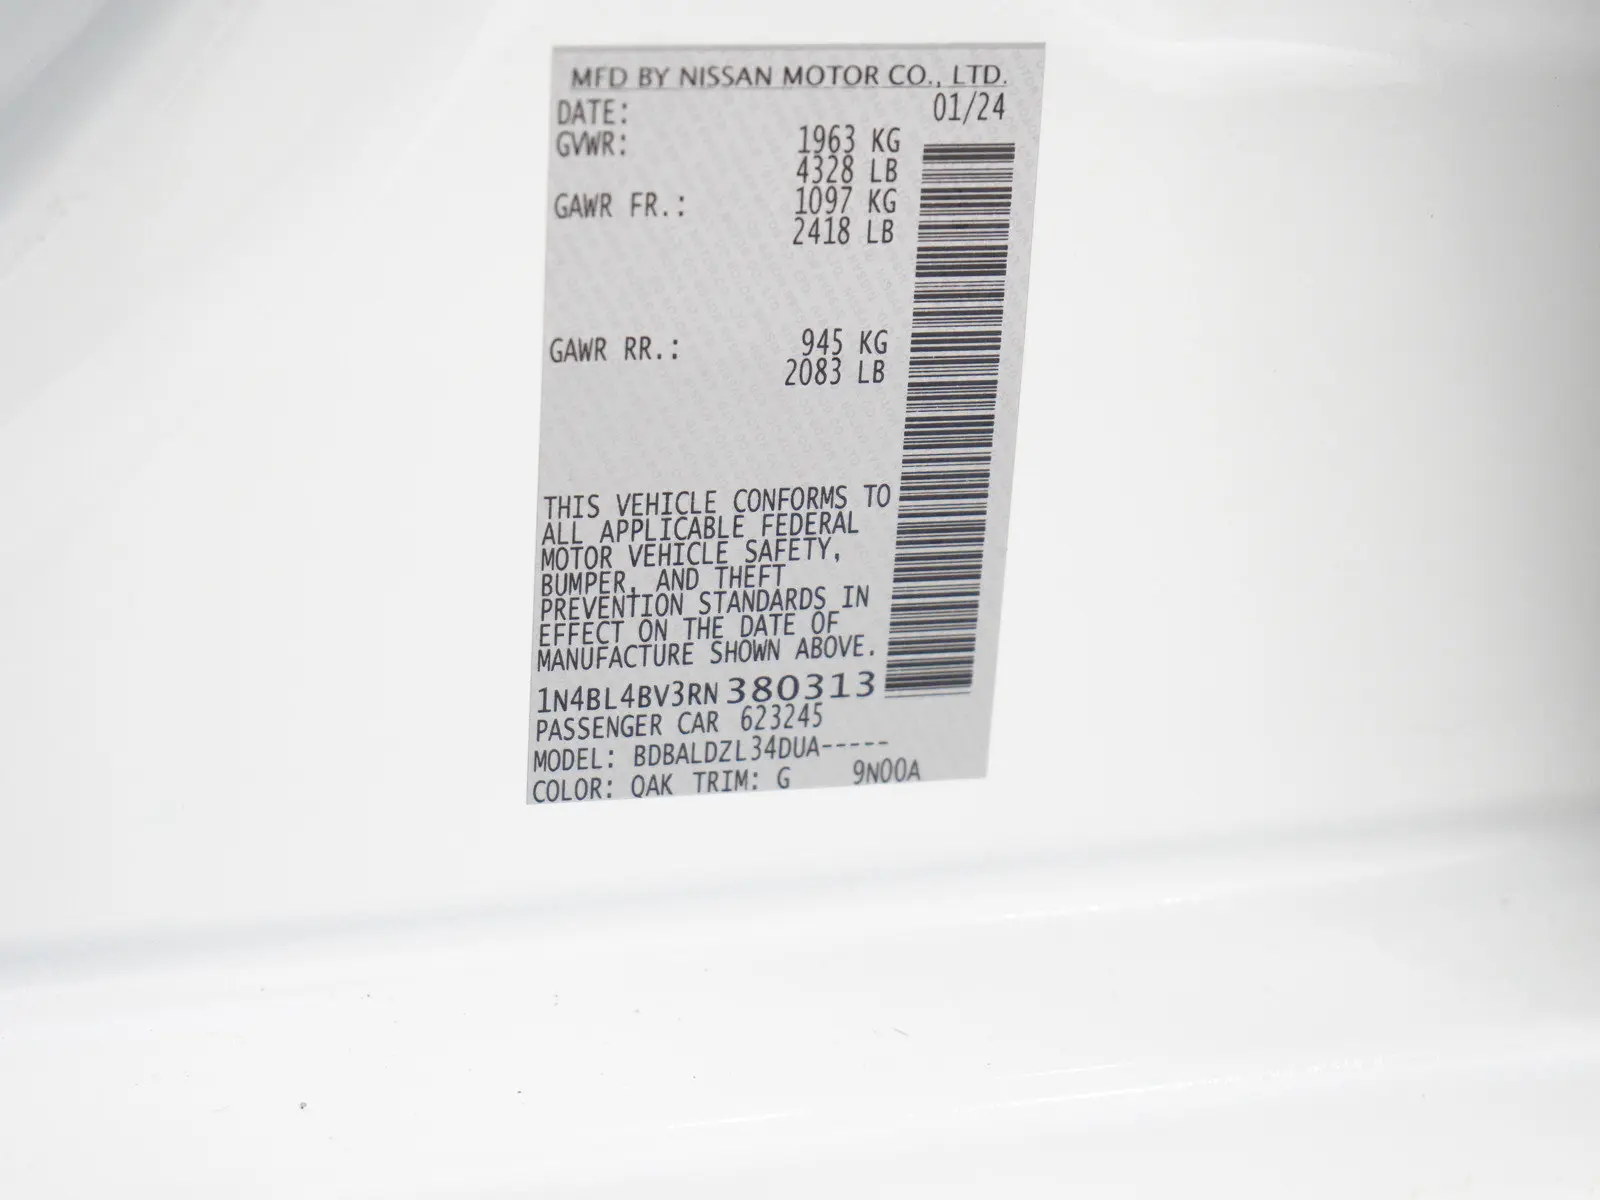 MFD BY NISSAN MOTOR CO., LTD.
DATE: 01/24
GVWR: 1963 KG
4328 LB
GAWR FR.: 1097 KG
2418 LB
GAWR RR.: 945 KG
2083 LB
THIS VEHICLE CONFORMS TO
ALL APPLICABLE FEDERAL
MOTOR VEHICLE SAFETY,
BUMPER, AND THEFT
PREVENTION STANDARDS IN
EFFECT ON THE DATE OF
MANUFACTURE SHOWN ABOVE.
1N4BL4BV3RN380313
PASSENGER CAR 623245
MODEL: BDBALDZL34DUA-----
COLOR: QAK TRIM: G 9N00A